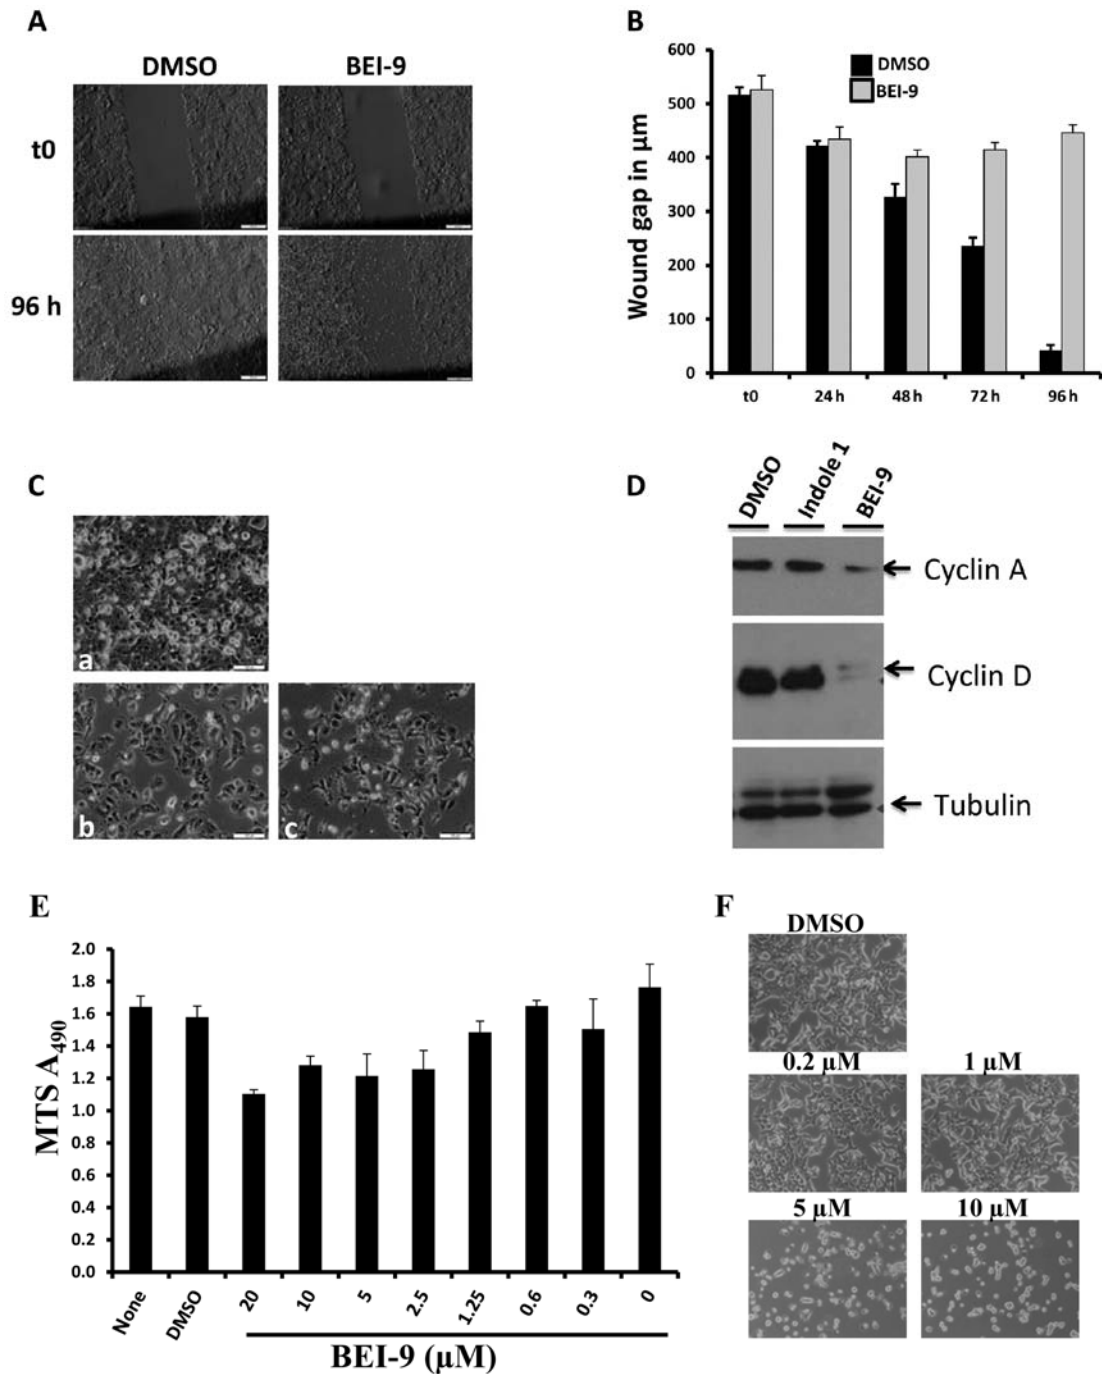 A
DMSO BEI-9
t0
96 h
B
600
500
400
300
200
100
0
Wound gap in µm
DMSO
BEI-9
t0 24 h 48 h 72 h 96 h
C
a
b c
D
DMSO Indole 1 BEI-9
Cyclin A
Cyclin D
Tubulin
E
2.0
1.8
1.6
1.4
1.2
1.0
0.8
0.6
0.4
0.2
0.0
MTS A490
None DMSO 20 10 5 2.5 1.25 0.6 0.3 0
BEI-9 (µM)
F
DMSO
0.2 µM 1 µM
5 µM 10 µM